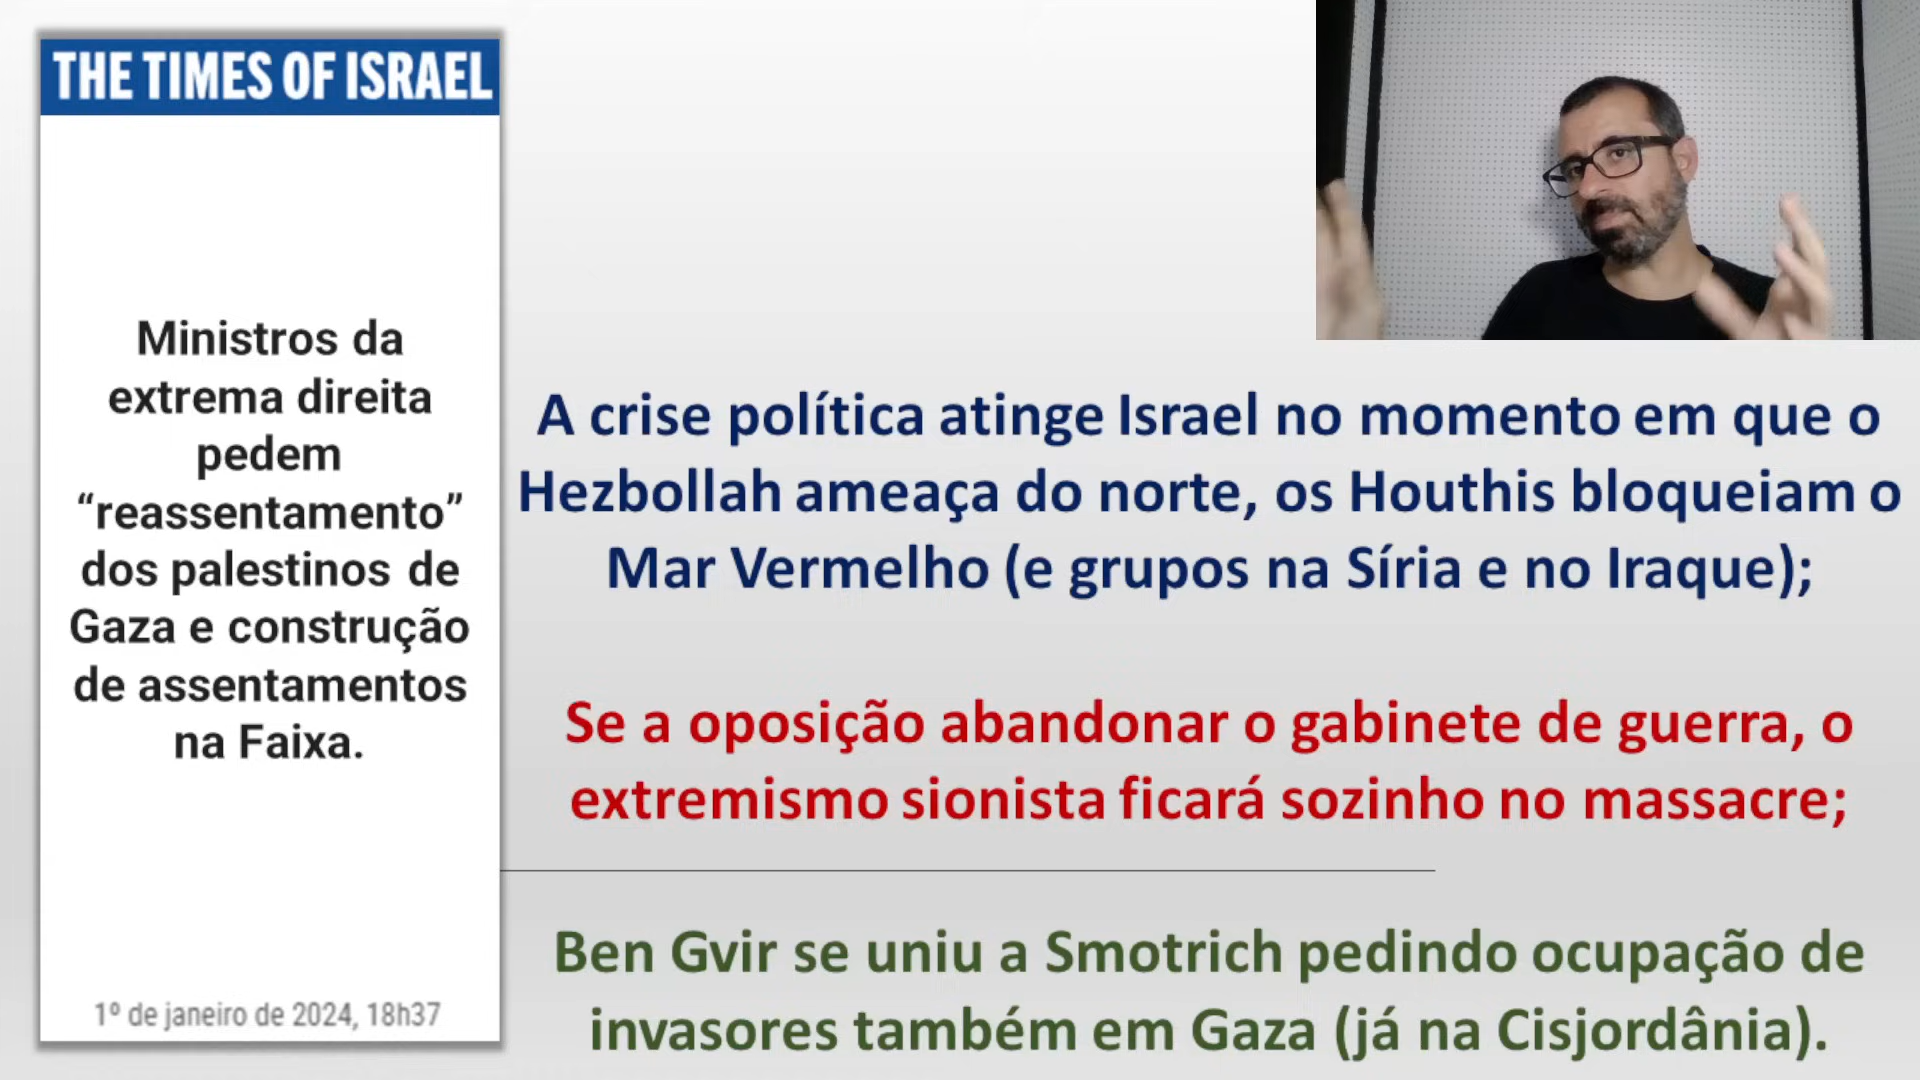 THE TIMES OF ISRAEL
Ministros da
extrema direita
pedem
“reassentamento”
dos palestinos de
Gaza e construção
de assentamentos
na Faixa.
1º de janeiro de 2024, 18h37
A crise política atinge Israel no momento em que o
Hezbollah ameaça do norte, os Houthis bloqueiam o
Mar Vermelho (e grupos na Síria e no Iraque);
Se a oposição abandonar o gabinete de guerra, o
extremismo sionista ficará sozinho no massacre;
Ben Gvir se uniu a Smotrich pedindo ocupação de
invasores também em Gaza (já na Cisjordânia).